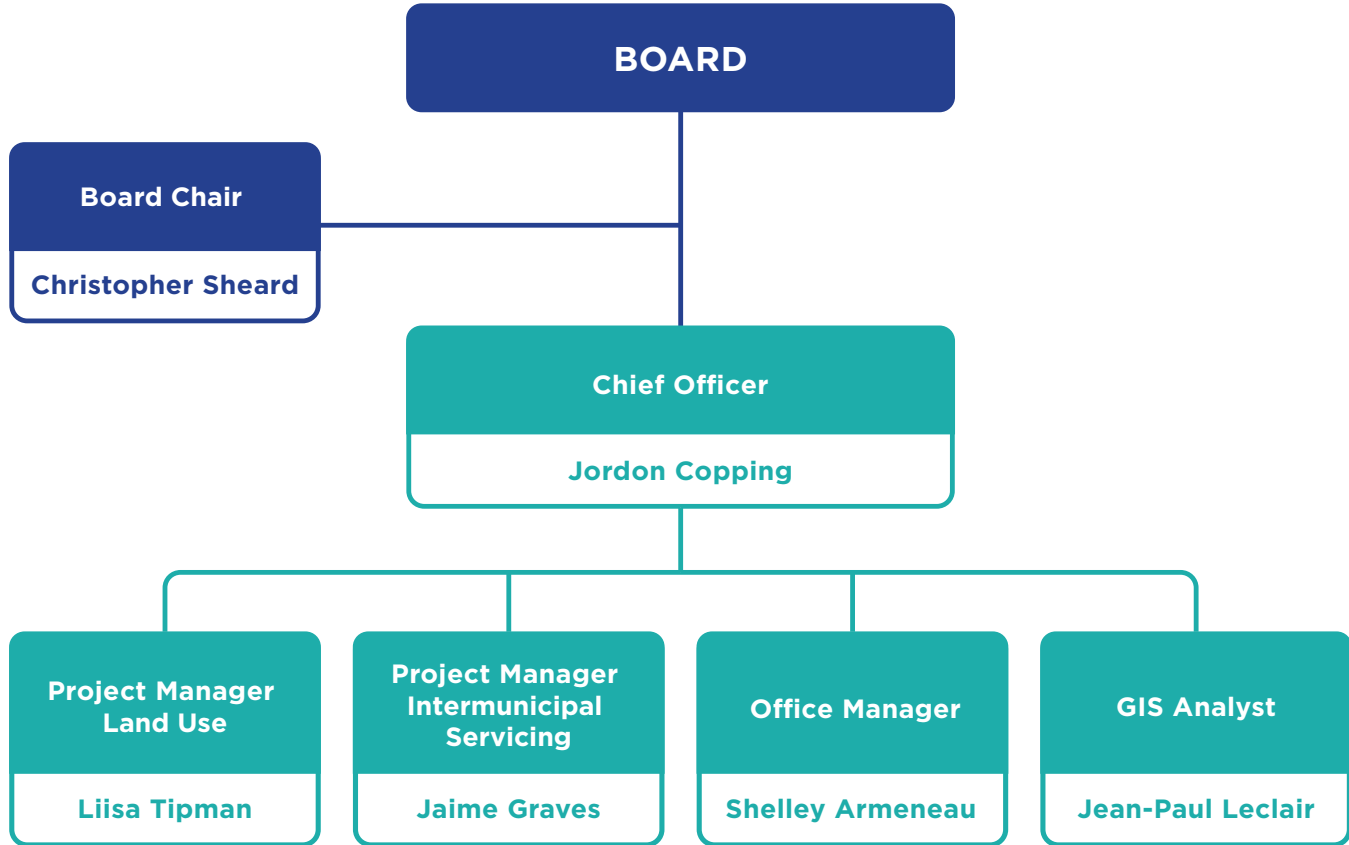 BOARD
Board Chair
Christopher Sheard
Chief Officer
Jordon Copping
Project Manager
Land Use
Liisa Tipman
Project Manager
Intermunicipal
Servicing
Jaime Graves
Office Manager
Shelley Armeneau
GIS Analyst
Jean-Paul Leclair